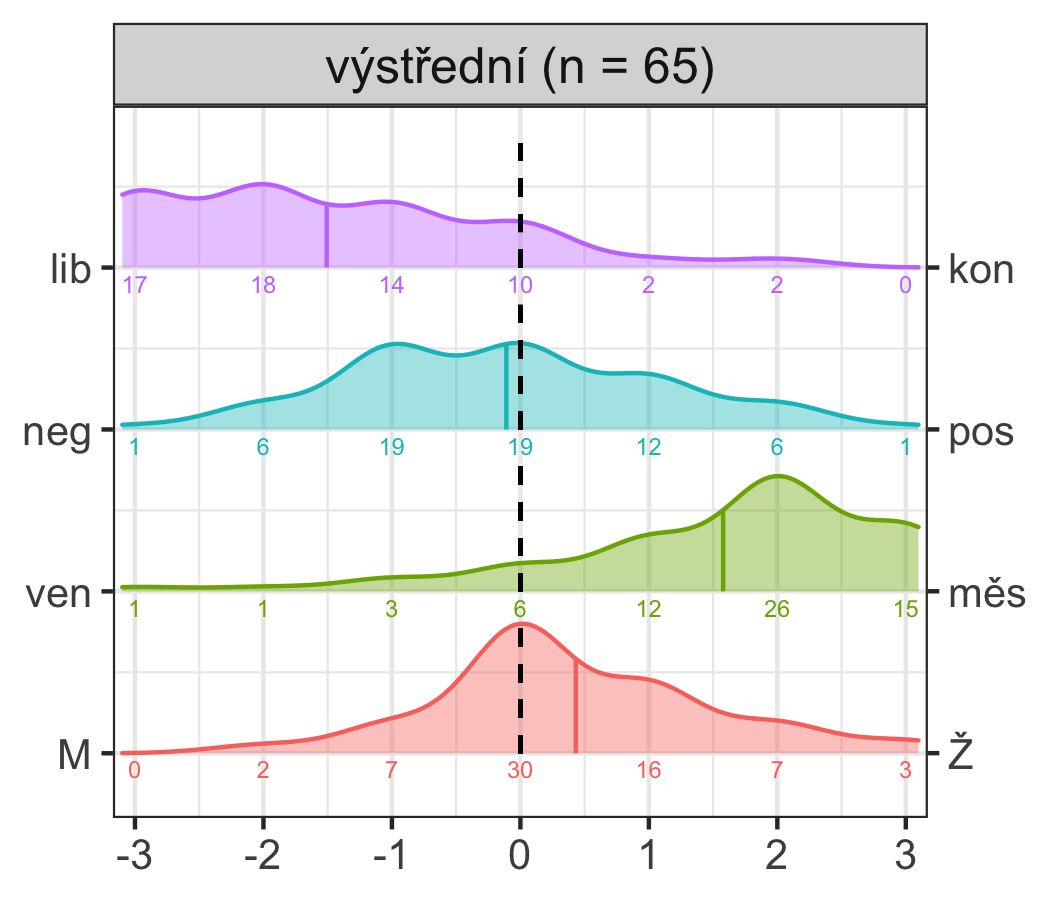 výstřední (n = 65)
lib kon
17 18 14 10 2 2 0
neg pos
1 6 19 19 12 6 1
ven měs
1 1 3 6 12 26 15
M Ž
0 2 7 30 16 7 3
-3 -2 -1 0 1 2 3